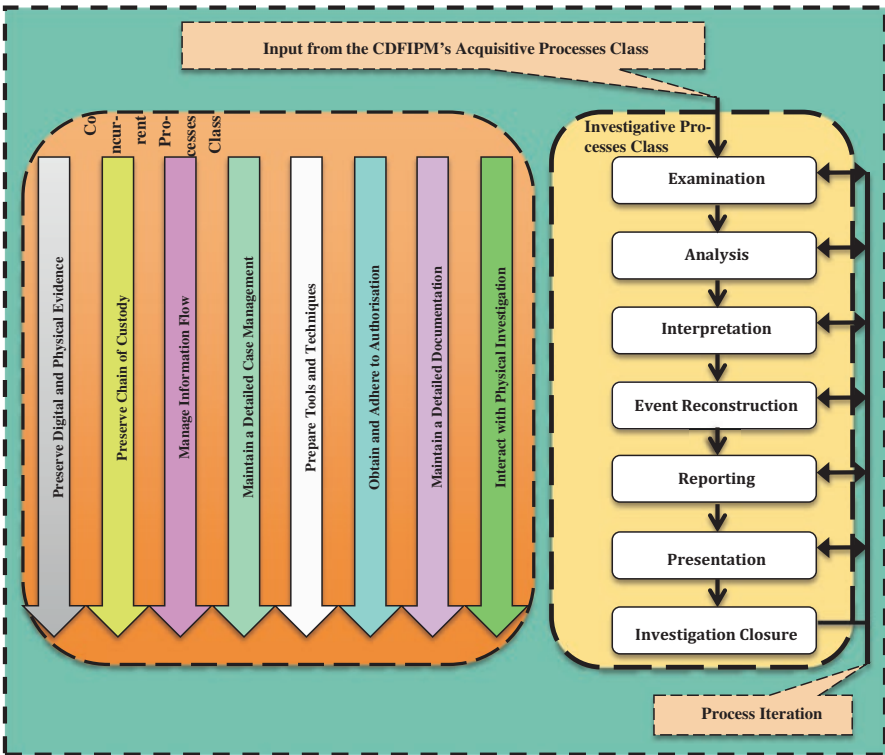 Input from the CDFIPM's Acquisitive Processes Class
Co
ncur-
rent
Pro-
cesses
Class
Preserve Digital and Physical Evidence
Preserve Chain of Custody
Manage Information Flow
Maintain a Detailed Case Management
Prepare Tools and Techniques
Obtain and Adhere to Authorisation
Maintain a Detailed Documentation
Interact with Physical Investigation
Investigative Pro-
cesses Class
Examination
Analysis
Interpretation
Event Reconstruction
Reporting
Presentation
Investigation Closure
Process Iteration